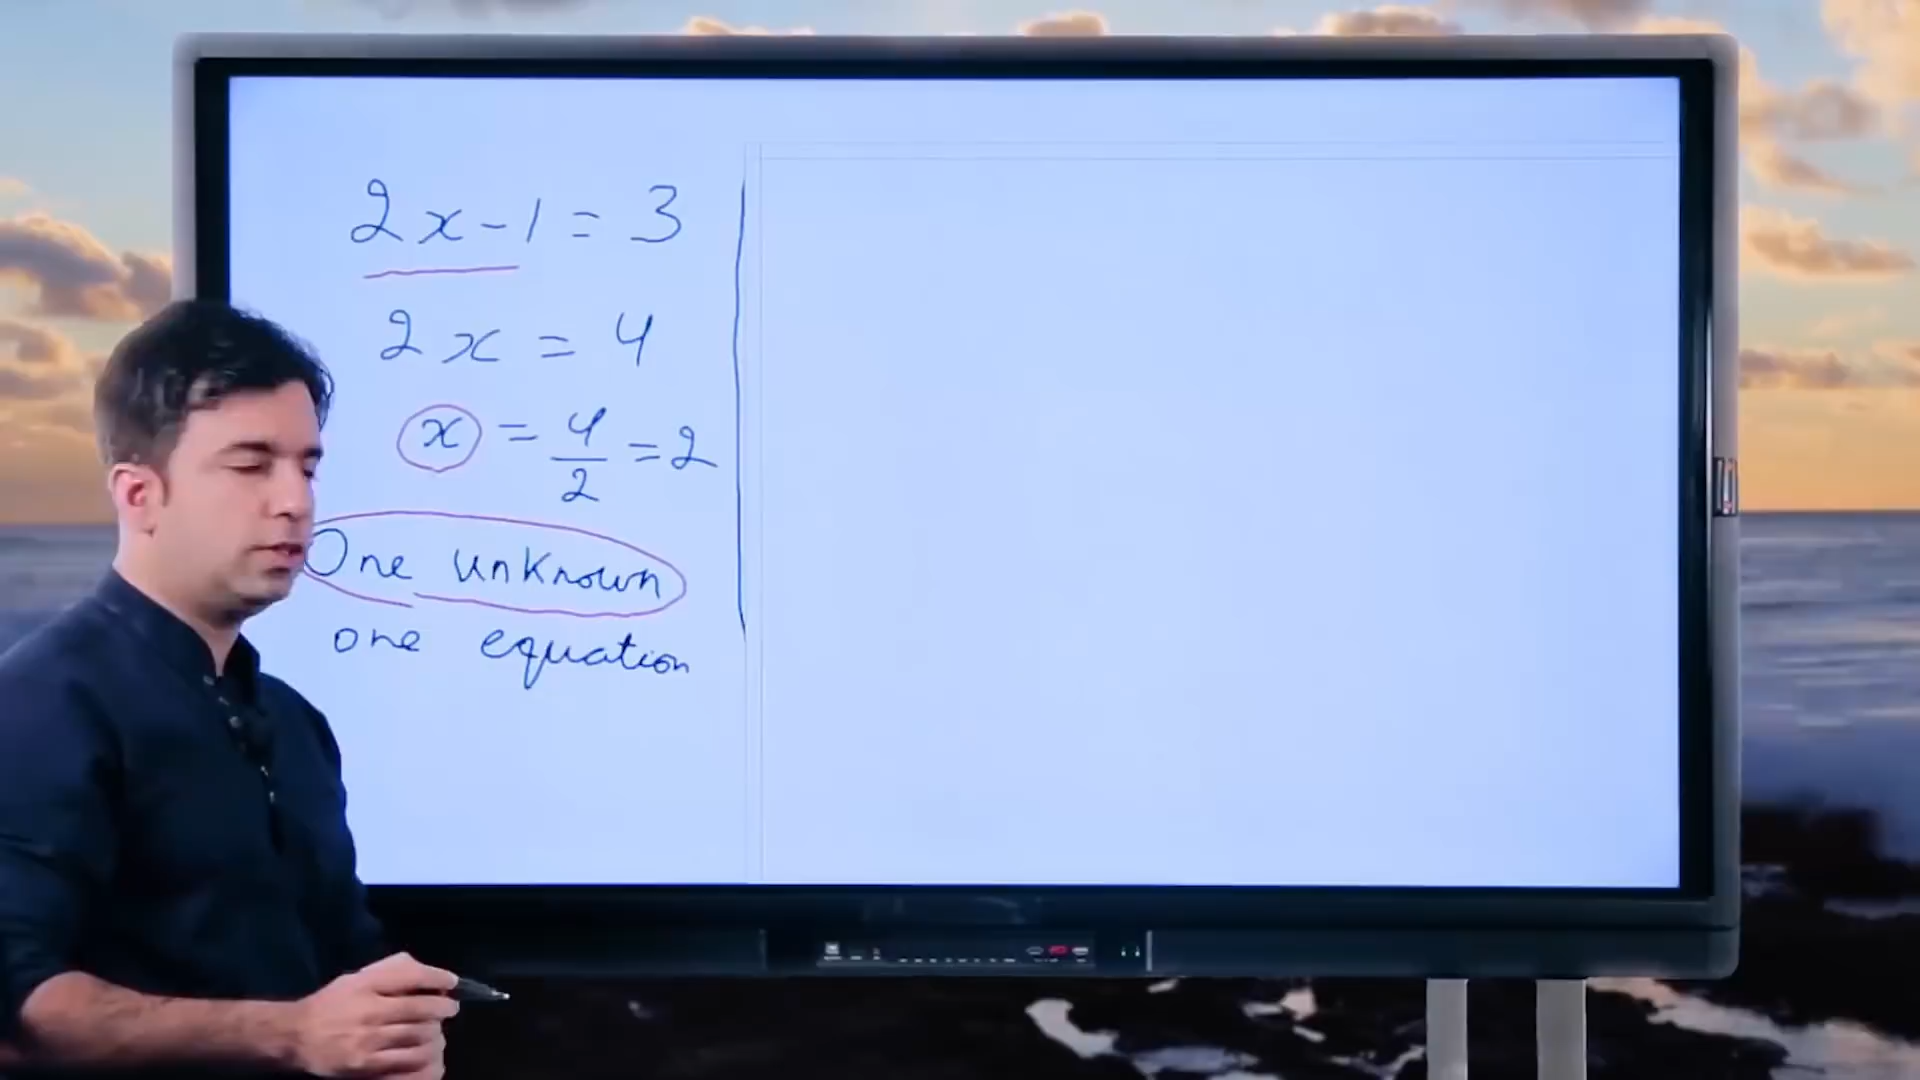 2x-1 = 3
2x = 4
x = 4/2 = 2
One unknown
one equation